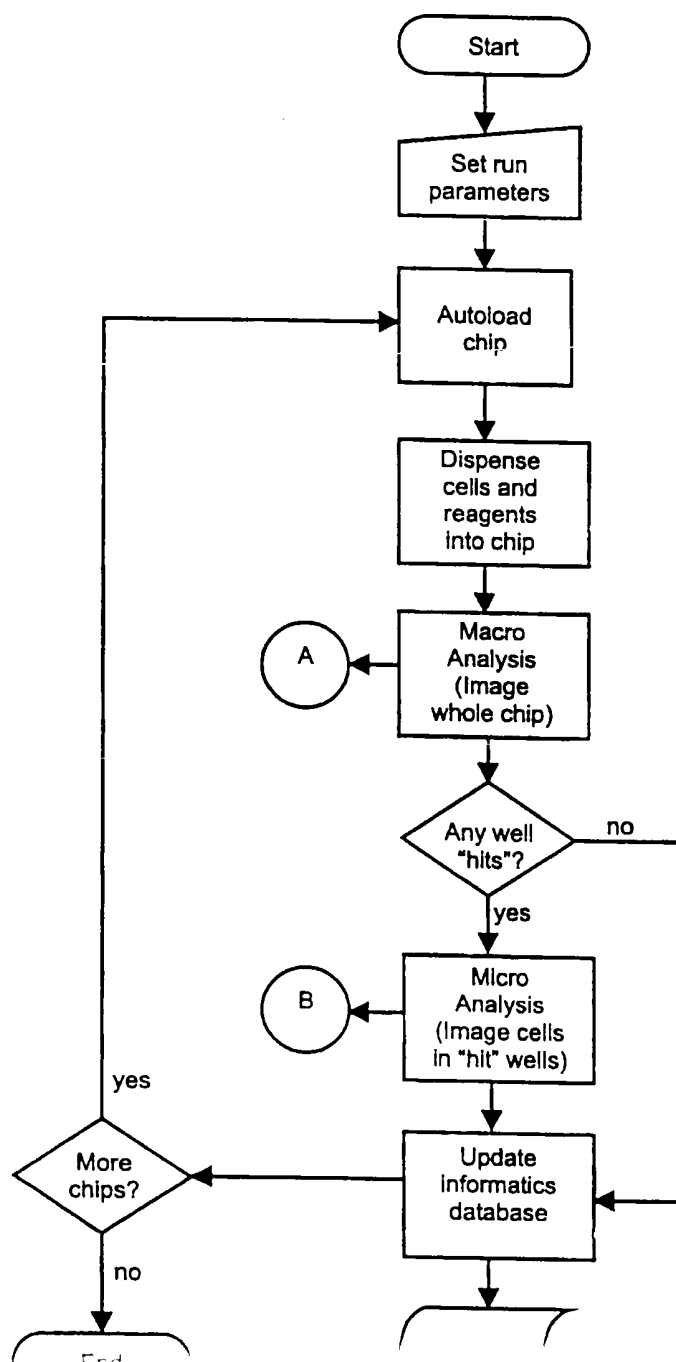 Start
Set run
parameters
Autoload
chip
Dispense
cells and
reagents
into chip
Macro
Analysis
(Image
whole chip)
A
Any well
"hits"?
no
yes
Micro
Analysis
(Image cells
in "hit" wells)
B
yes
More
chips?
Update
informatics
database
no
End